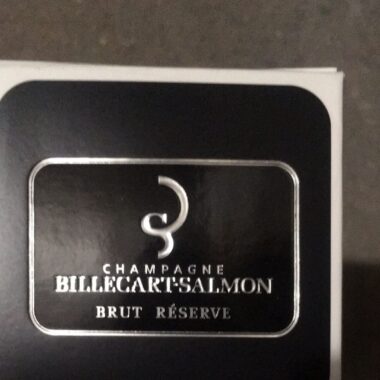 CHAMPAGNE
BILLECART-SALMON
BRUT RÉSERVE